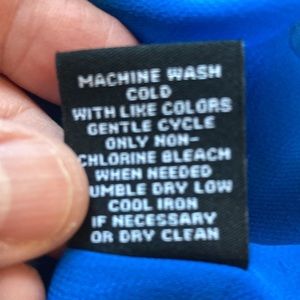 MACHINE WASH
COLD
WITH LIKE COLORS
GENTLE CYCLE
ONLY NON-
CHLORINE BLEACH
WHEN NEEDED
UMBLE DRY LOW
COOL IRON
IF NECESSARY
OR DRY CLEAN